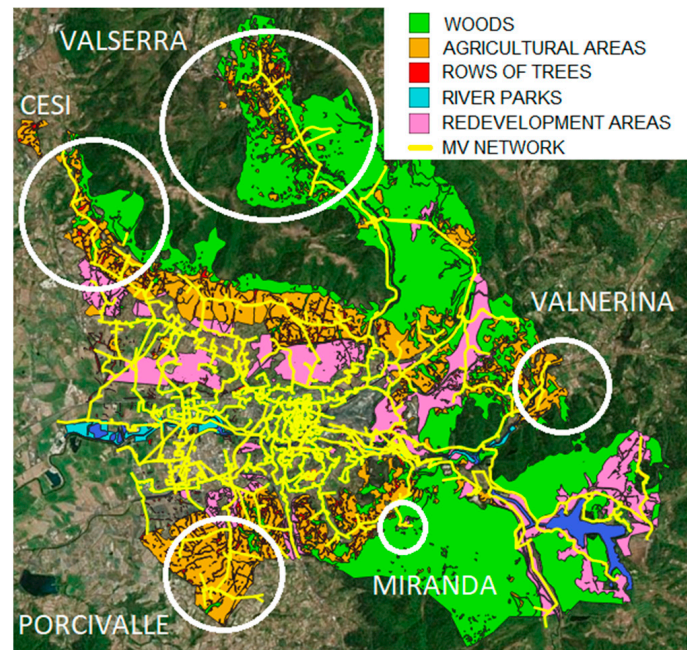 VALSERRA
CESI
WOODS
AGRICULTURAL AREAS
ROWS OF TREES
RIVER PARKS
REDEVELOPMENT AREAS
MV NETWORK
VALNERINA
MIRANDA
PORCIVALLE